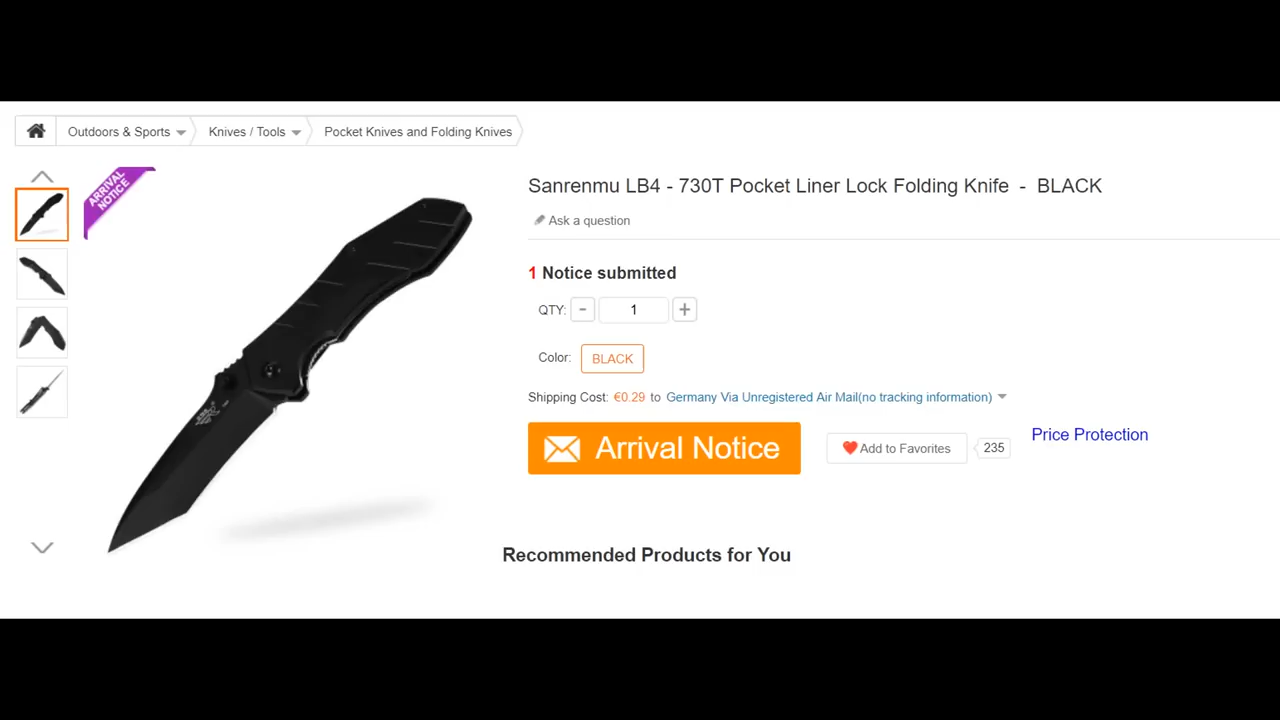 Outdoors & Sports
Knives / Tools
Pocket Knives and Folding Knives
ARRIVAL
NOTICE
Sanrenmu LB4 - 730T Pocket Liner Lock Folding Knife - BLACK
Ask a question
1 Notice submitted
QTY: - 1 +
Color: BLACK
Shipping Cost: €0.29 to Germany Via Unregistered Air Mail(no tracking information)
Arrival Notice
Add to Favorites
235
Price Protection
Recommended Products for You